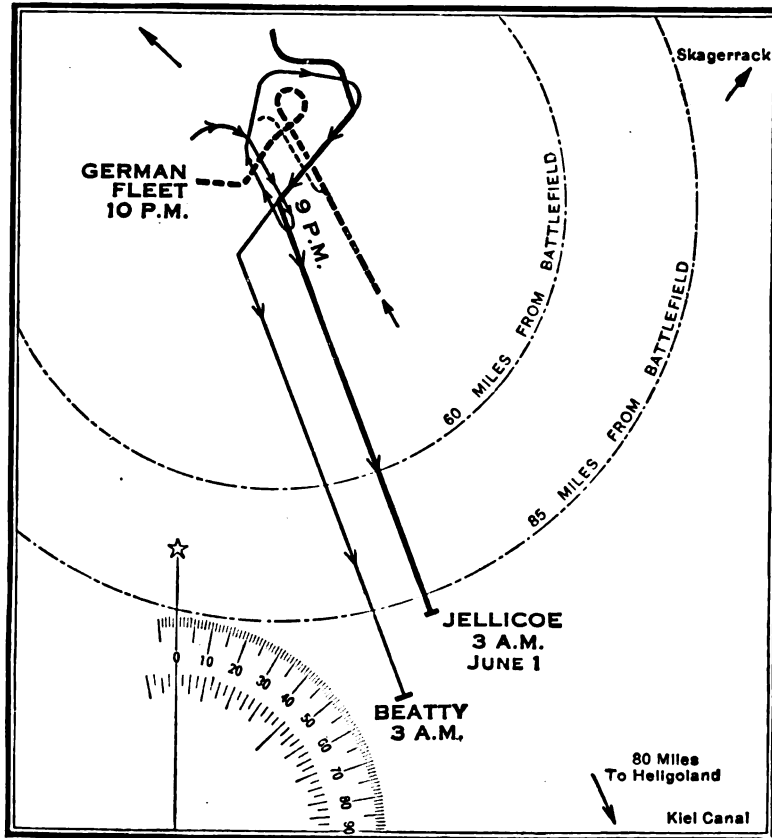 Skagerrack
GERMAN
FLEET
10 P.M.
9 P.M.
60 MILES FROM BATTLEFIELD
85 MILES FROM BATTLEFIELD
JELLICOE
3 A.M.
JUNE 1
BEATTY
3 A.M.
0 10 20 30 40 50 60 70 80 90
80 Miles
To Heligoland
Kiel Canal